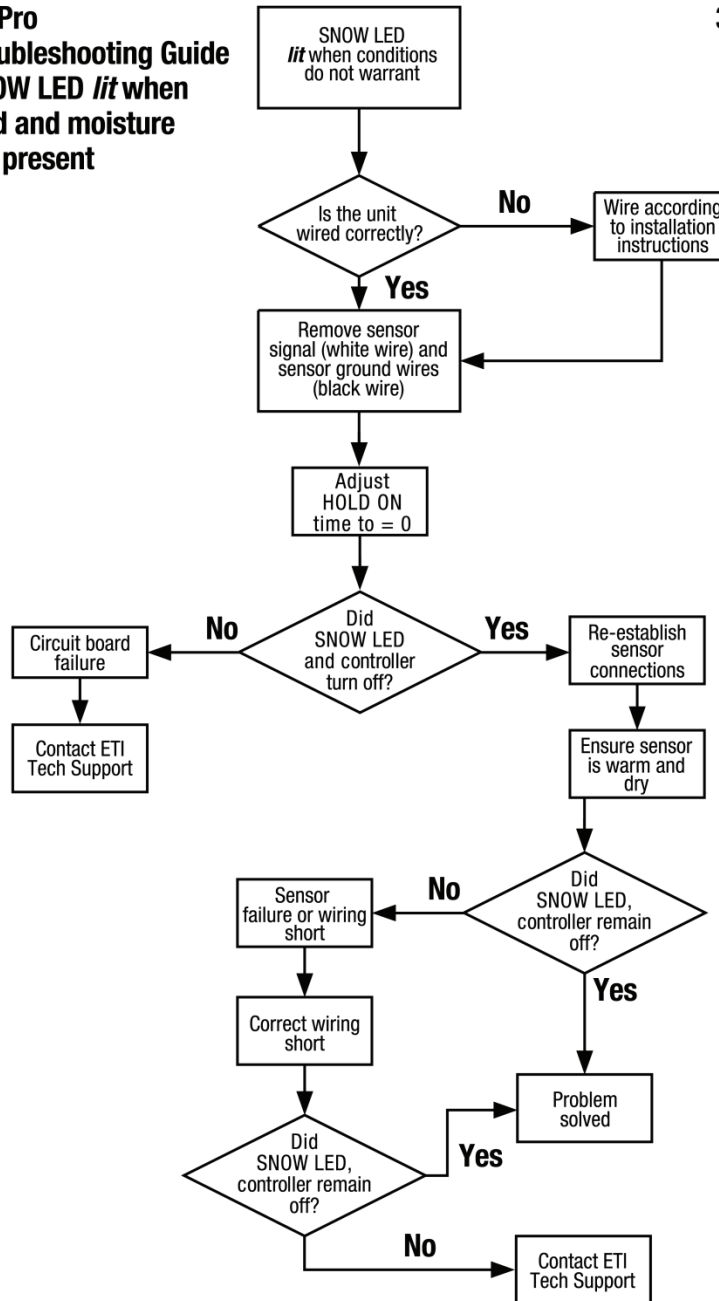 Pro
ubleshooting Guide
OW LED lit when
d and moisture
present
3
SNOW LED
lit when conditions
do not warrant
Is the unit
wired correctly?
No
Wire according
to installation
instructions
Yes
Remove sensor
signal (white wire) and
sensor ground wires
(black wire)
Adjust
HOLD ON
time to = 0
Did
SNOW LED
and controller
turn off?
No
Yes
Circuit board
failure
Re-establish
sensor
connections
Contact ETI
Tech Support
Ensure sensor
is warm and
dry
Did
SNOW LED,
controller remain
off?
No
Sensor
failure or wiring
short
Yes
Correct wiring
short
Problem
solved
Did
SNOW LED,
controller remain
off?
Yes
No
Contact ETI
Tech Support